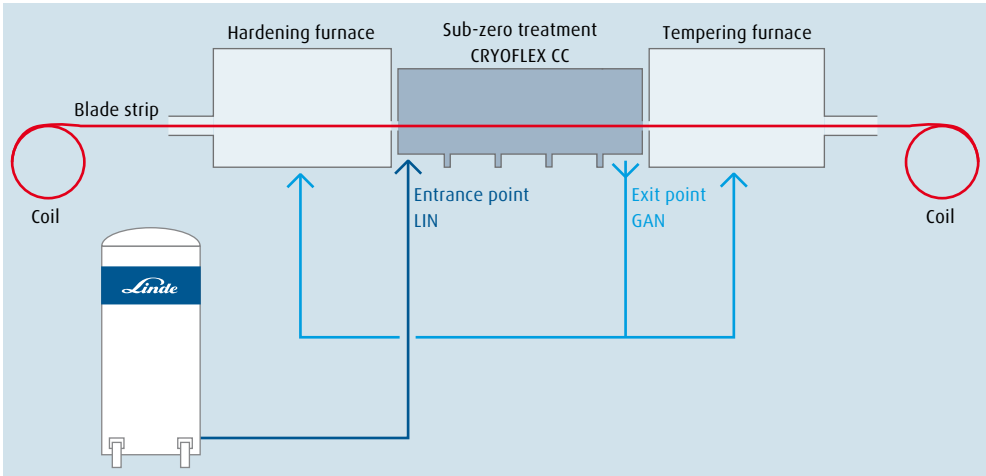 Hardening furnace
Sub-zero treatment
CRYOFLEX CC
Tempering furnace
Blade strip
Coil
Entrance point
LIN
Exit point
GAN
Coil
Linde